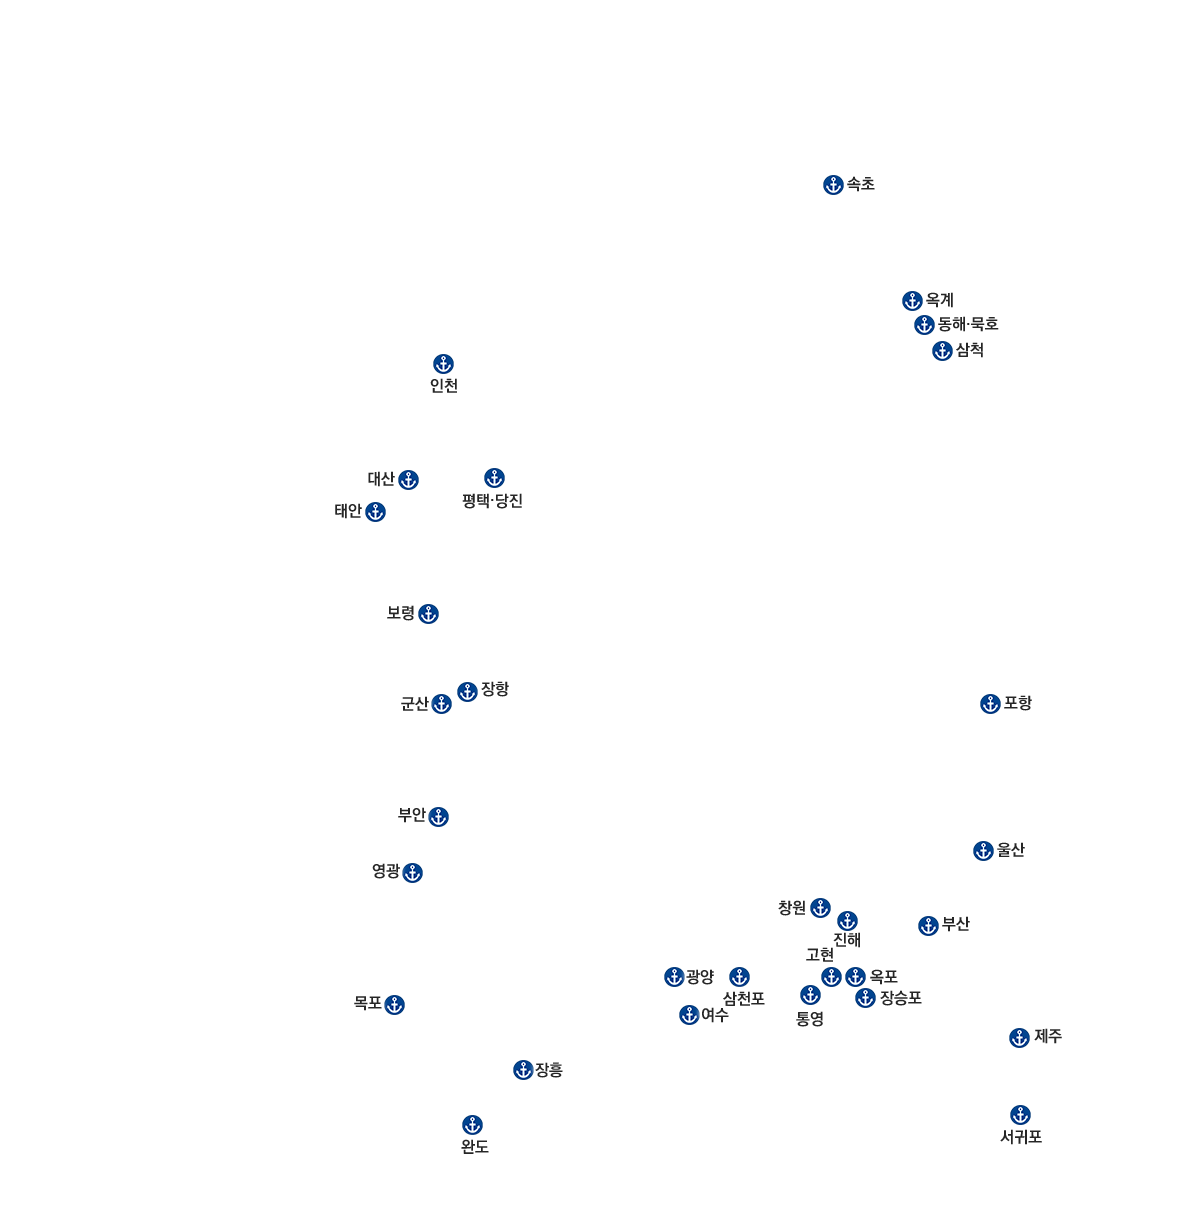 속초
옥계
동해·묵호
삼척
인천
대산
평택·당진
태안
보령
장항
군산
포항
부안
울산
영광
창원
부산
진해
고현
광양
옥포
삼천포
장승포
목포
여수
통영
제주
장흥
서귀포
완도